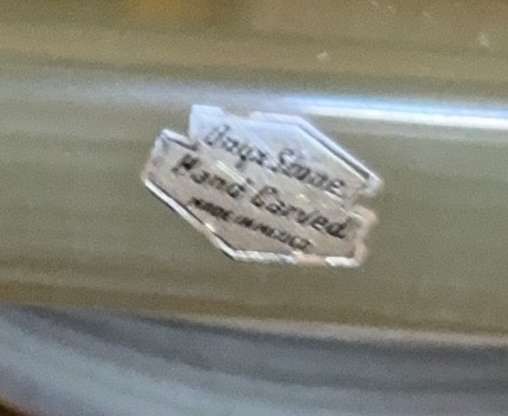 Onyx Stone
Hand Carved
MADE IN MEXICO